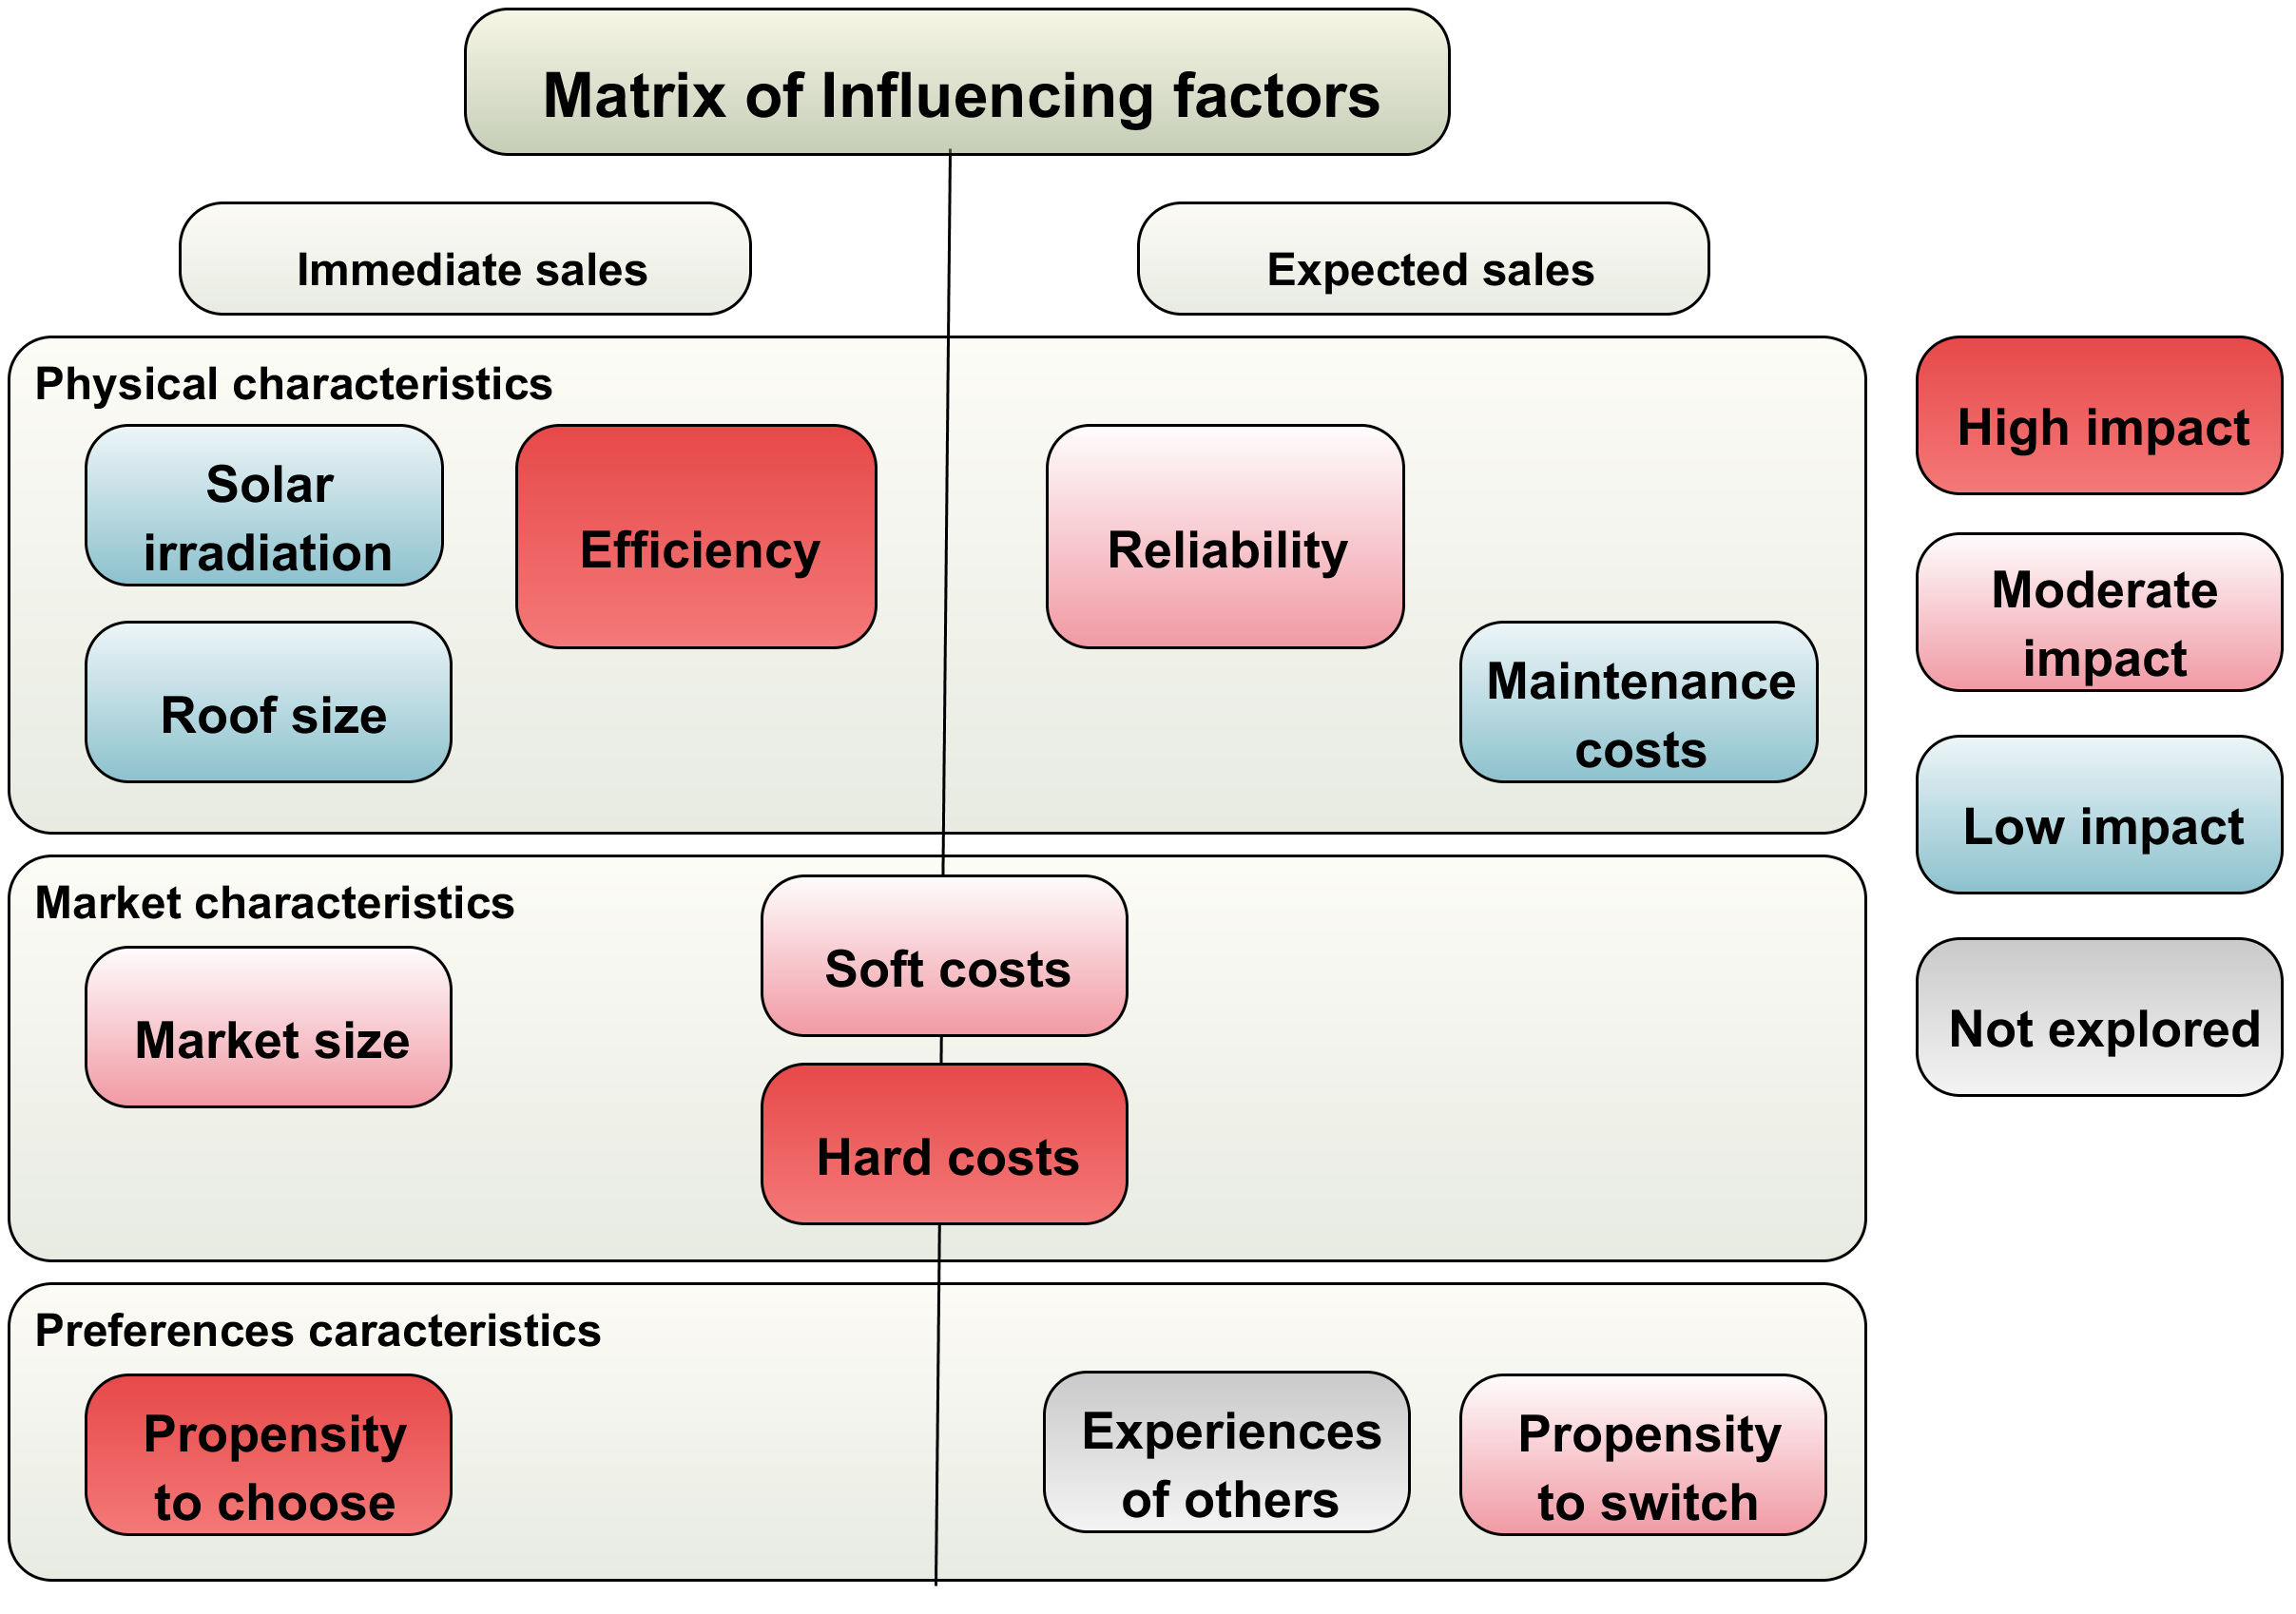 Matrix of Influencing factors
Immediate sales
Expected sales
Physical characteristics
Solar
irradiation
Efficiency
Reliability
Roof size
Maintenance
costs
Market characteristics
Market size
Soft costs
Hard costs
Preferences caracteristics
Propensity
to choose
Experiences
of others
Propensity
to switch
High impact
Moderate
impact
Low impact
Not explored